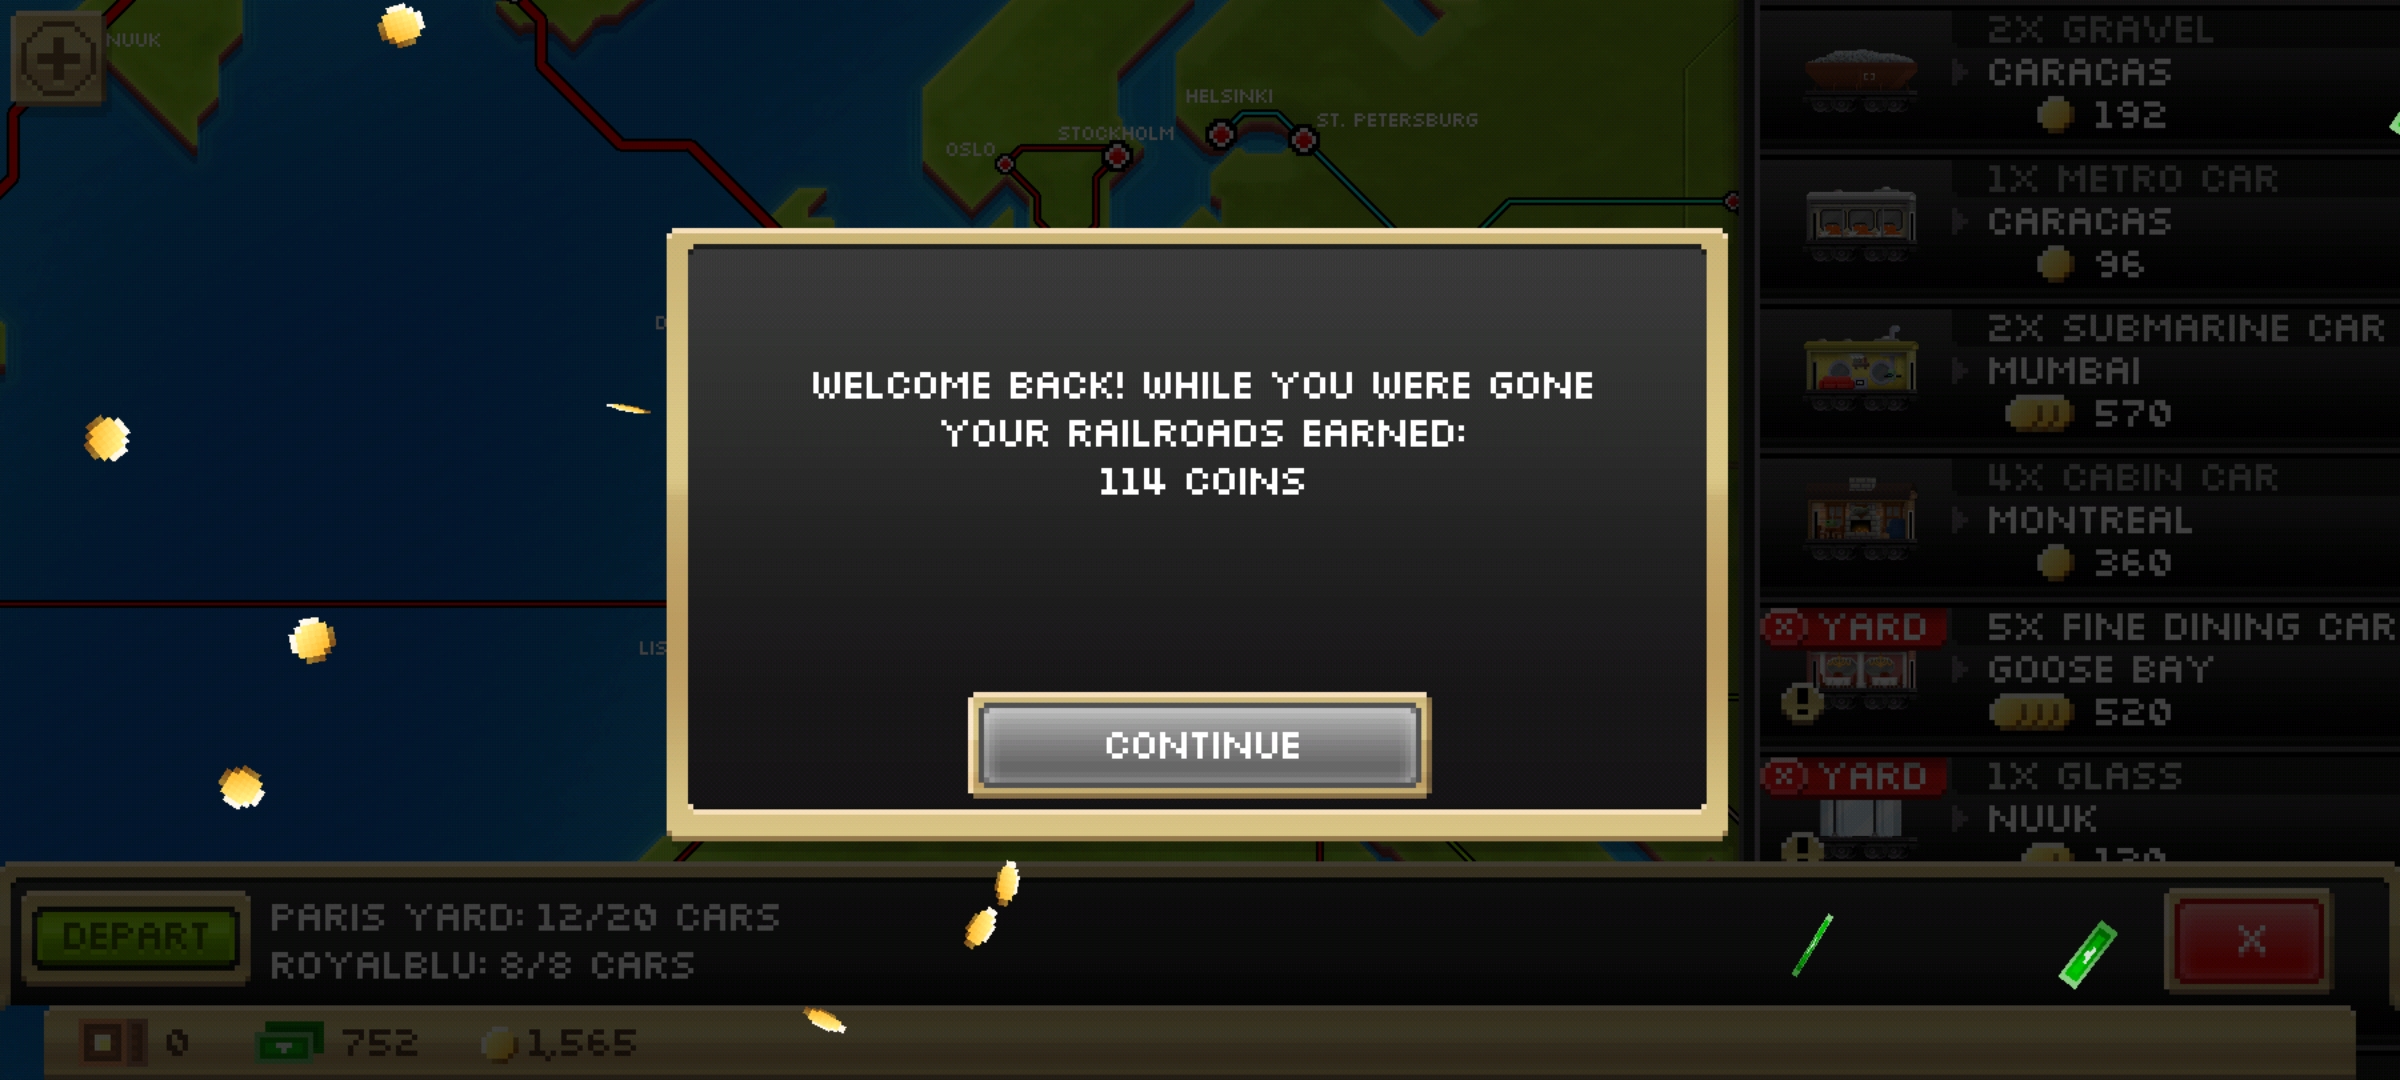 NUUK
HELSINKI
ST. PETERSBURG
STOCKHOLM
OSLO
D
LIS
WELCOME BACK! WHILE YOU WERE GONE
YOUR RAILROADS EARNED:
114 COINS
CONTINUE
2X GRAVEL
CARACAS
192
1X METRO CAR
CARACAS
96
2X SUBMARINE CAR
MUMBAI
570
4X CABIN CAR
MONTREAL
360
X YARD
5X FINE DINING CAR
GOOSE BAY
520
X YARD
1X GLASS
NUUK
DEPART
PARIS YARD: 12/20 CARS
ROYALBLU: 8/8 CARS
X
0
752
1,565